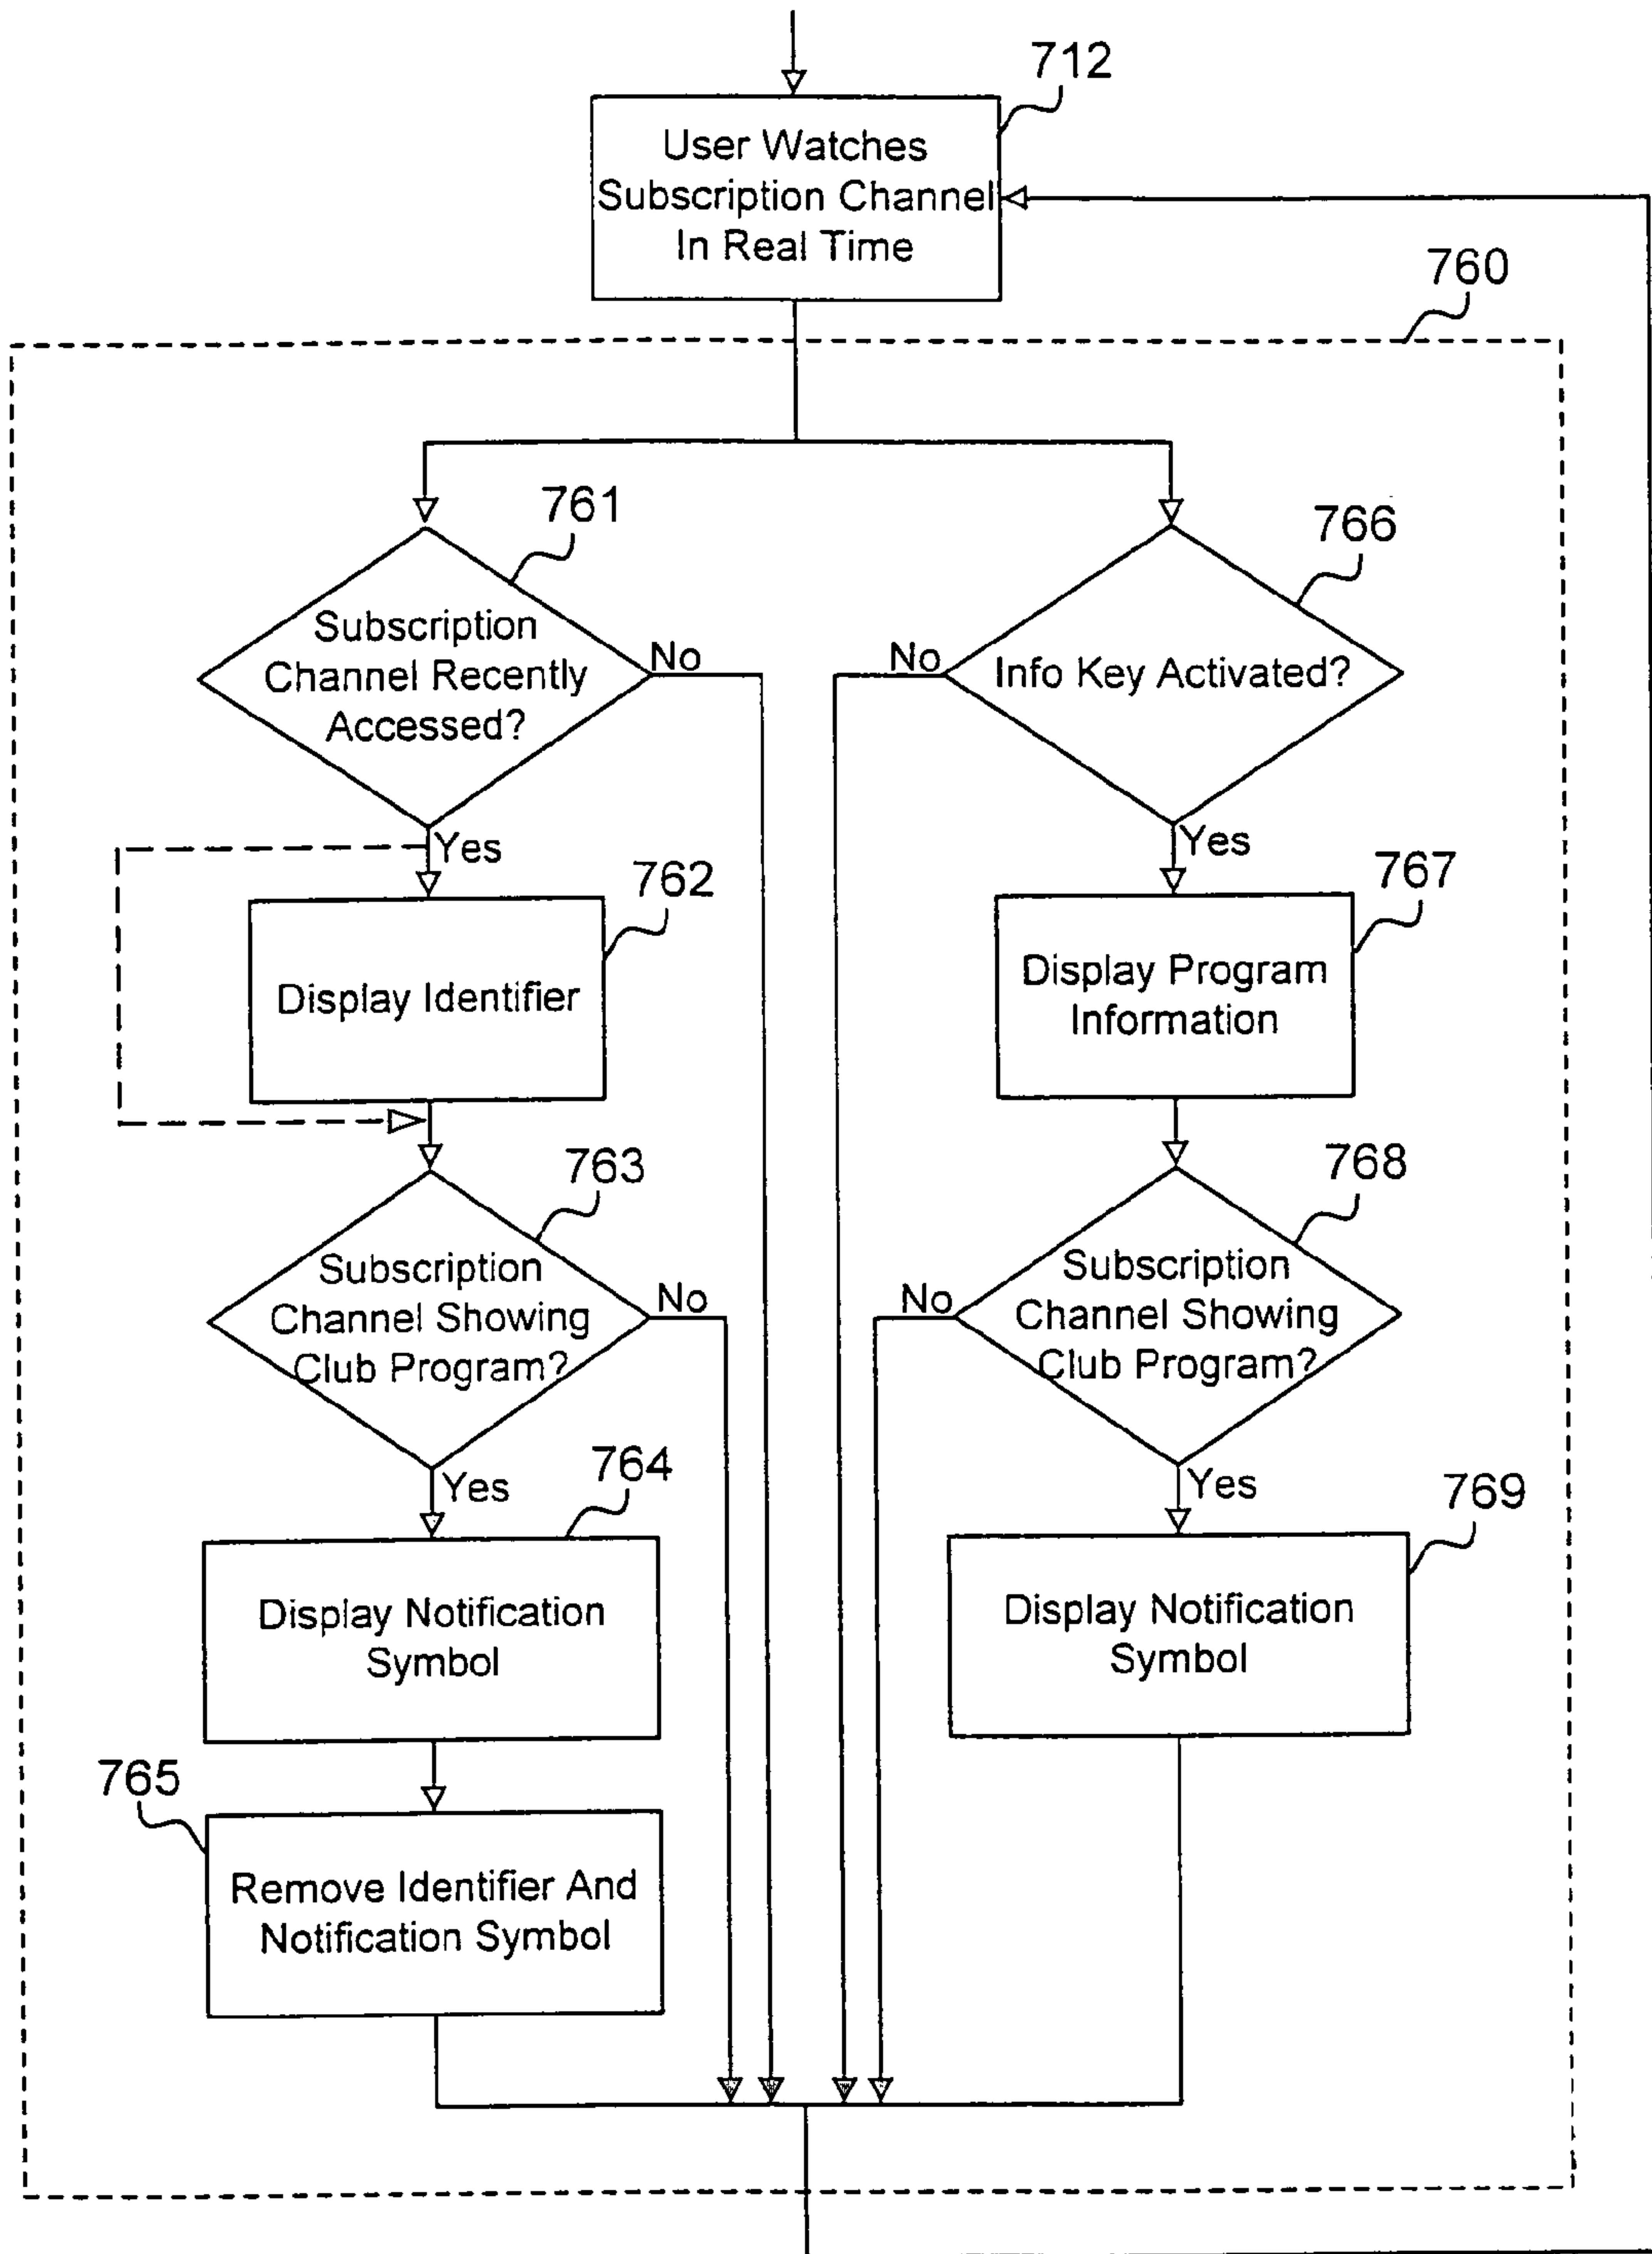 712
User Watches
Subscription Channel
In Real Time
760
761
Subscription
Channel Recently
Accessed?
No
Yes
766
Info Key Activated?
No
Yes
762
Display Identifier
767
Display Program
Information
763
Subscription
Channel Showing
Club Program?
No
Yes
768
Subscription
Channel Showing
Club Program?
No
Yes
764
Display Notification
Symbol
769
Display Notification
Symbol
765
Remove Identifier And
Notification Symbol